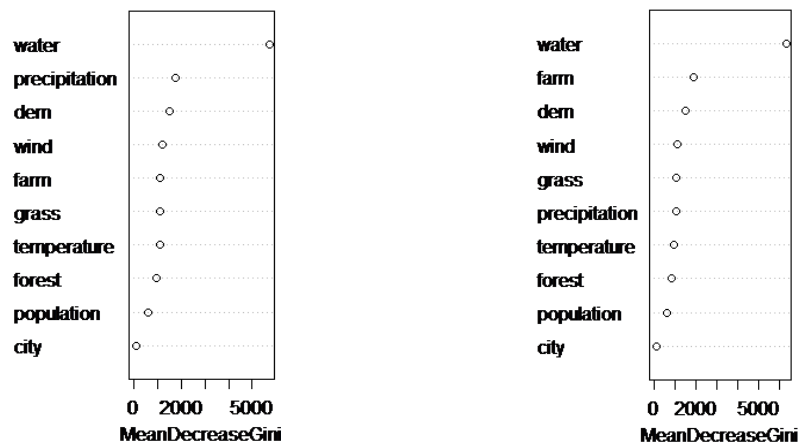 water
precipitation
dem
wind
farm
grass
temperature
forest
population
city
0 2000 5000
MeanDecreaseGini
water
farm
dem
wind
grass
precipitation
temperature
forest
population
city
0 2000 5000
MeanDecreaseGini